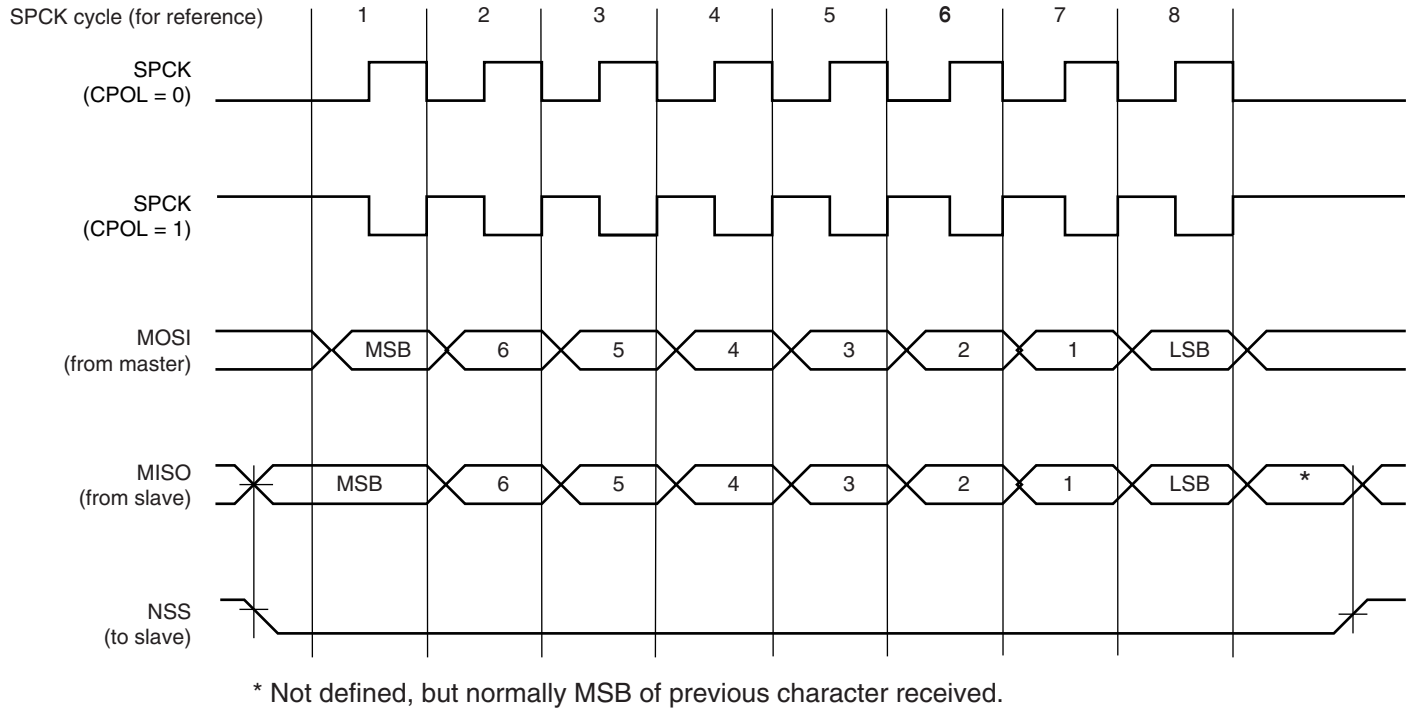 SPCK cycle (for reference) 1 2 3 4 5 6 7 8
SPCK
(CPOL = 0)
SPCK
(CPOL = 1)
MOSI
(from master)
MSB 6 5 4 3 2 1 LSB
MISO
(from slave)
MSB 6 5 4 3 2 1 LSB *
NSS
(to slave)
* Not defined, but normally MSB of previous character received.